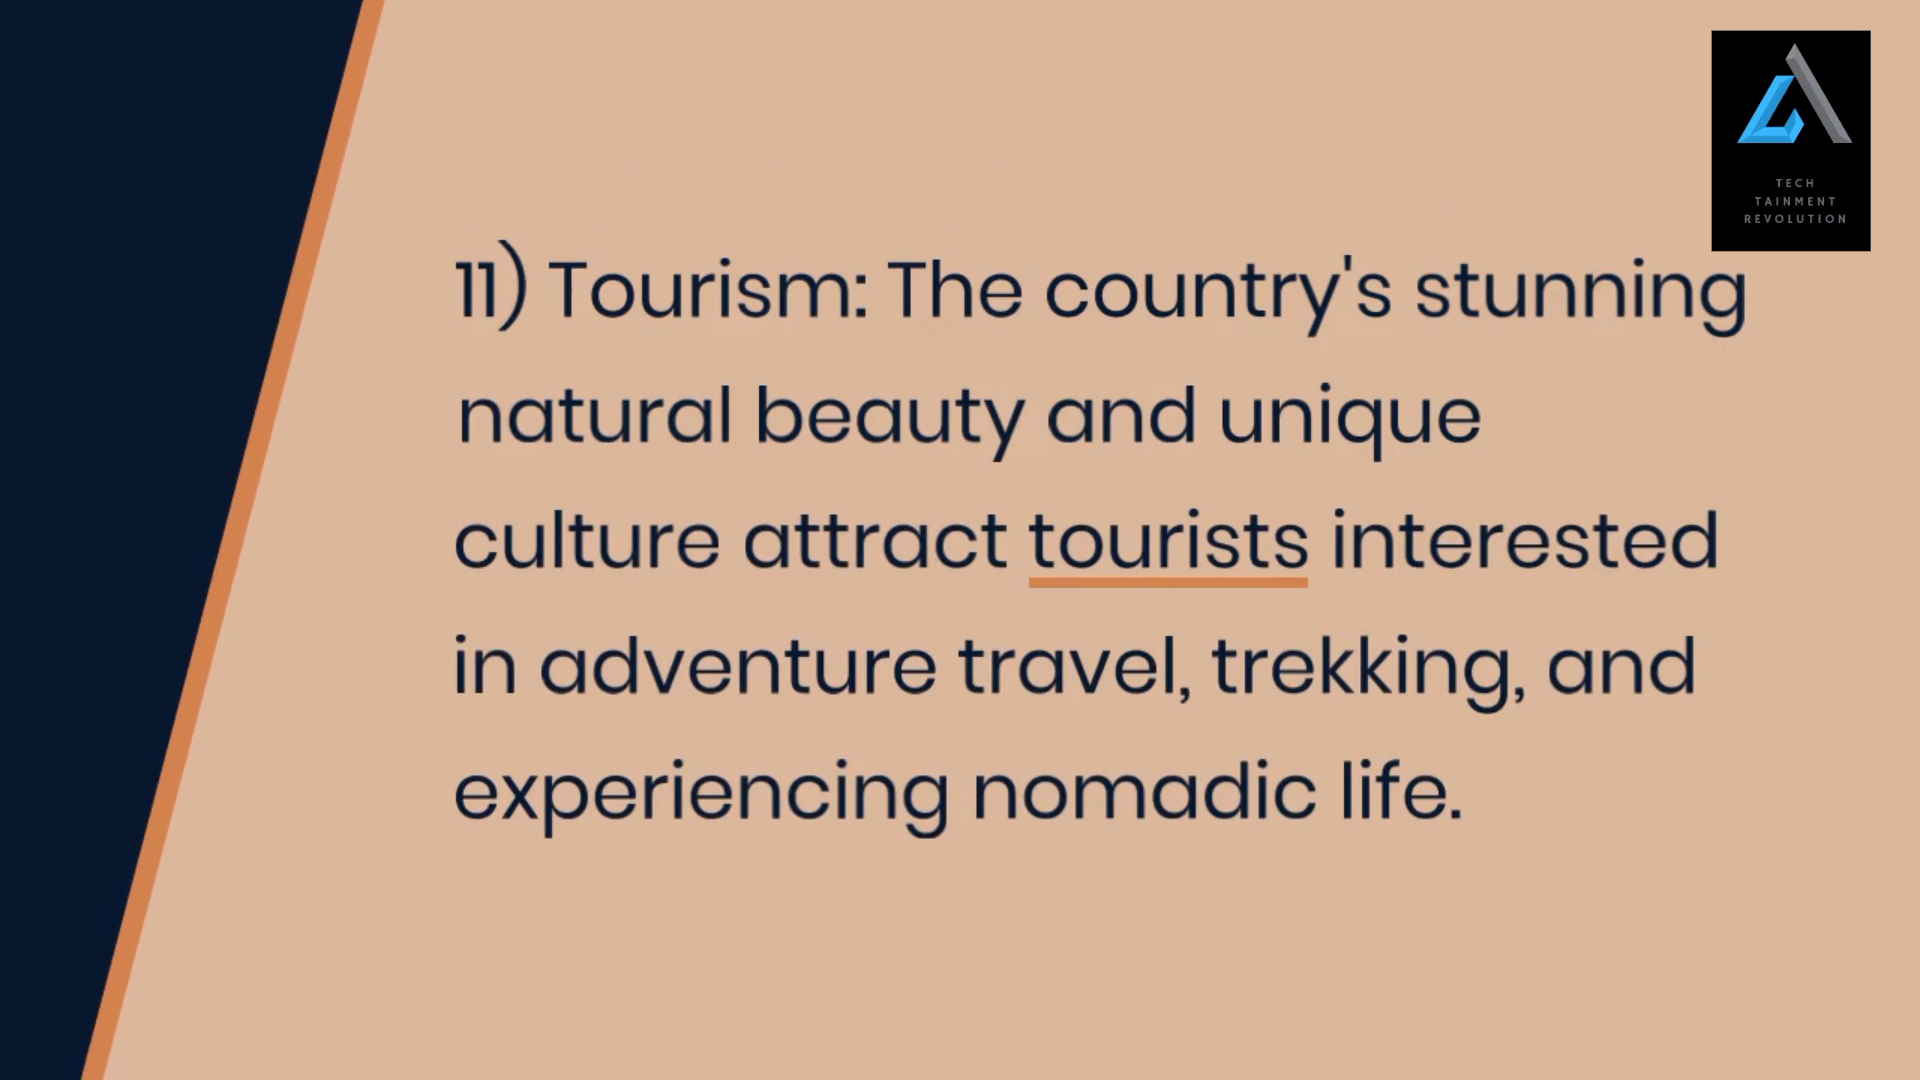 TECH
TAINMENT
REVOLUTION
11) Tourism: The country's stunning
natural beauty and unique
culture attract tourists interested
in adventure travel, trekking, and
experiencing nomadic life.